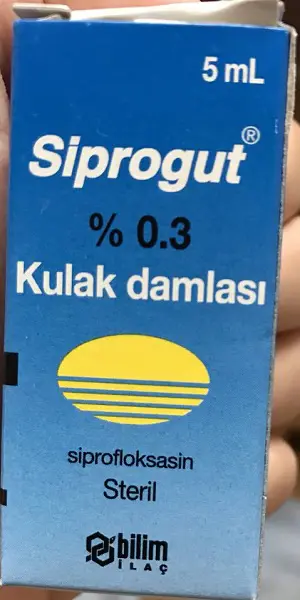 5 mL
Siprogut®
% 0.3
Kulak damlası
siprofloksasin
Steril
bilim
İLAÇ